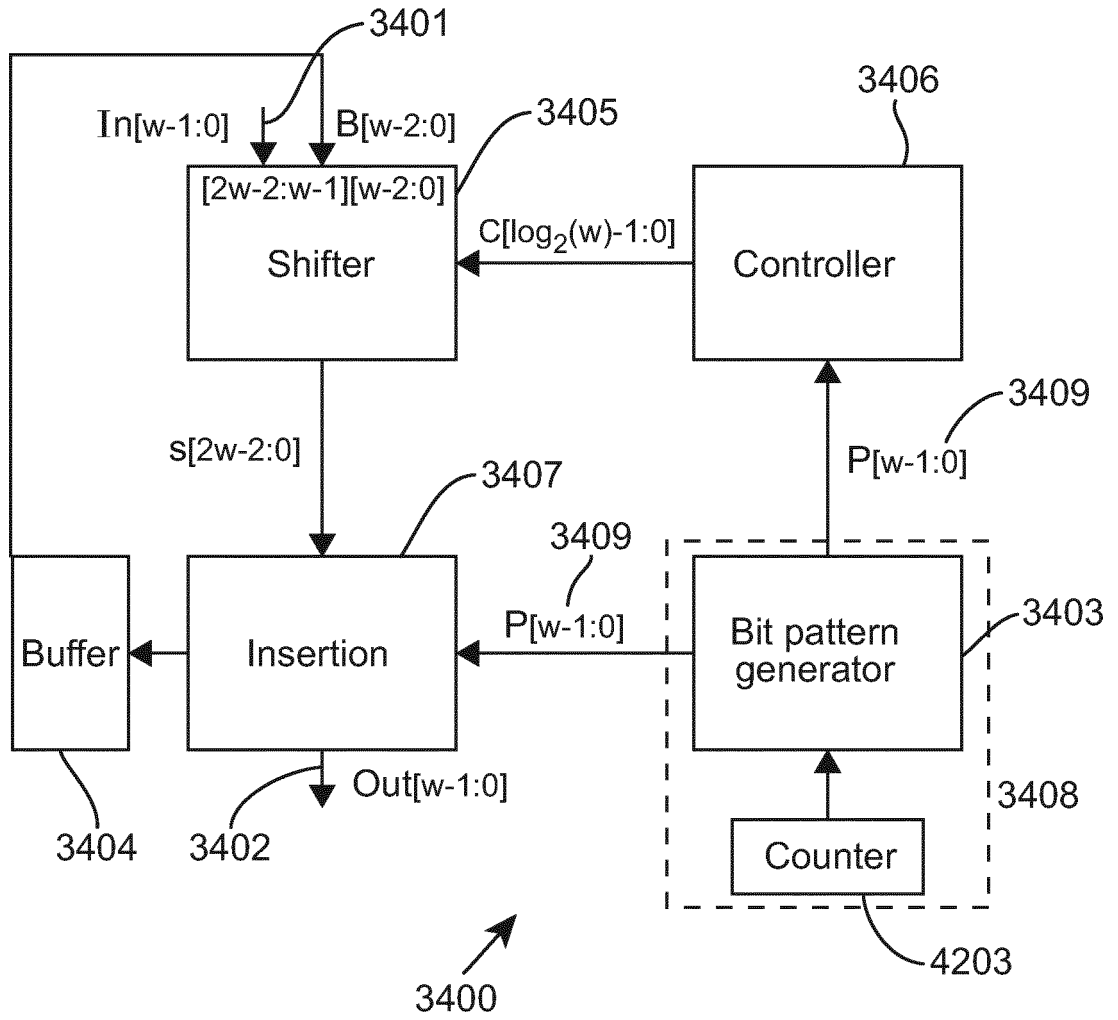 3401
3406
In[w-1:0]
B[w-2:0]
3405
[2w-2:w-1][w-2:0]
Shifter
C[log2(w)-1:0]
Controller
3409
P[w-1:0]
s[2w-2:0]
3407
3409
P[w-1:0]
Buffer
Insertion
Bit pattern
generator
3403
Out[w-1:0]
3408
3404
3402
Counter
4203
3400